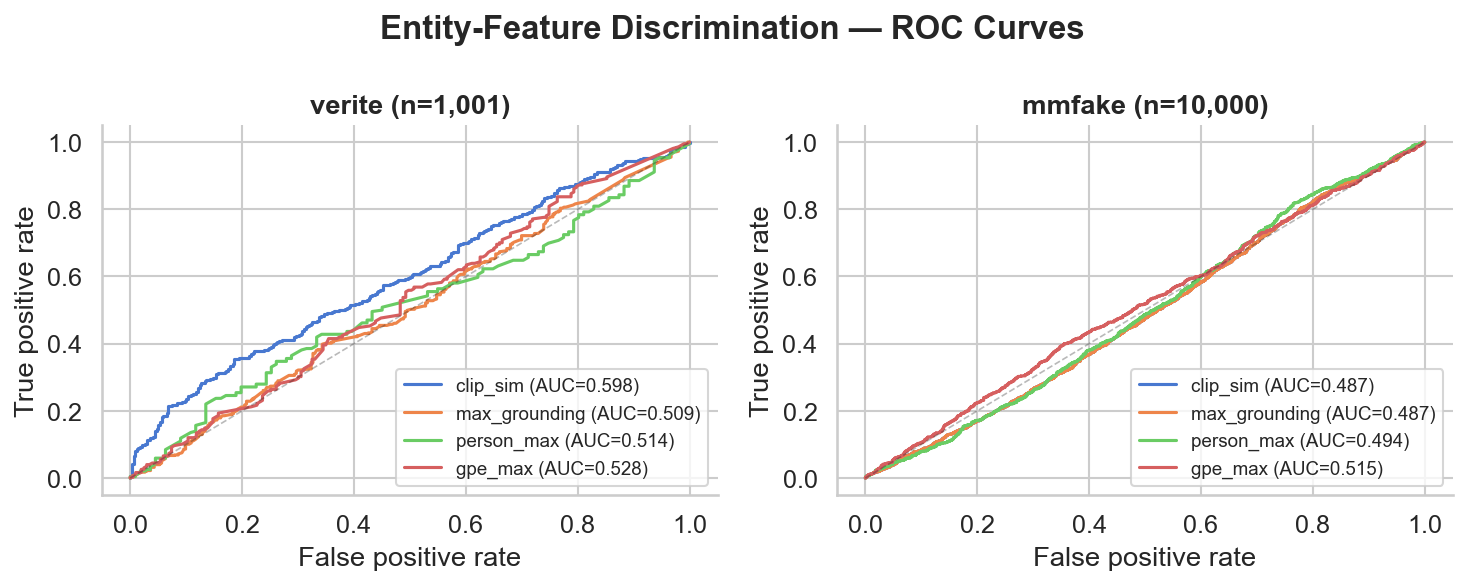 Entity-Feature Discrimination — ROC Curves
verite (n=1,001)
True positive rate
1.0
0.8
0.6
0.4
0.2
0.0
clip_sim (AUC=0.598)
max_grounding (AUC=0.509)
person_max (AUC=0.514)
gpe_max (AUC=0.528)
0.0 0.2 0.4 0.6 0.8 1.0
False positive rate
mmfake (n=10,000)
True positive rate
1.0
0.8
0.6
0.4
0.2
0.0
clip_sim (AUC=0.487)
max_grounding (AUC=0.487)
person_max (AUC=0.494)
gpe_max (AUC=0.515)
0.0 0.2 0.4 0.6 0.8 1.0
False positive rate